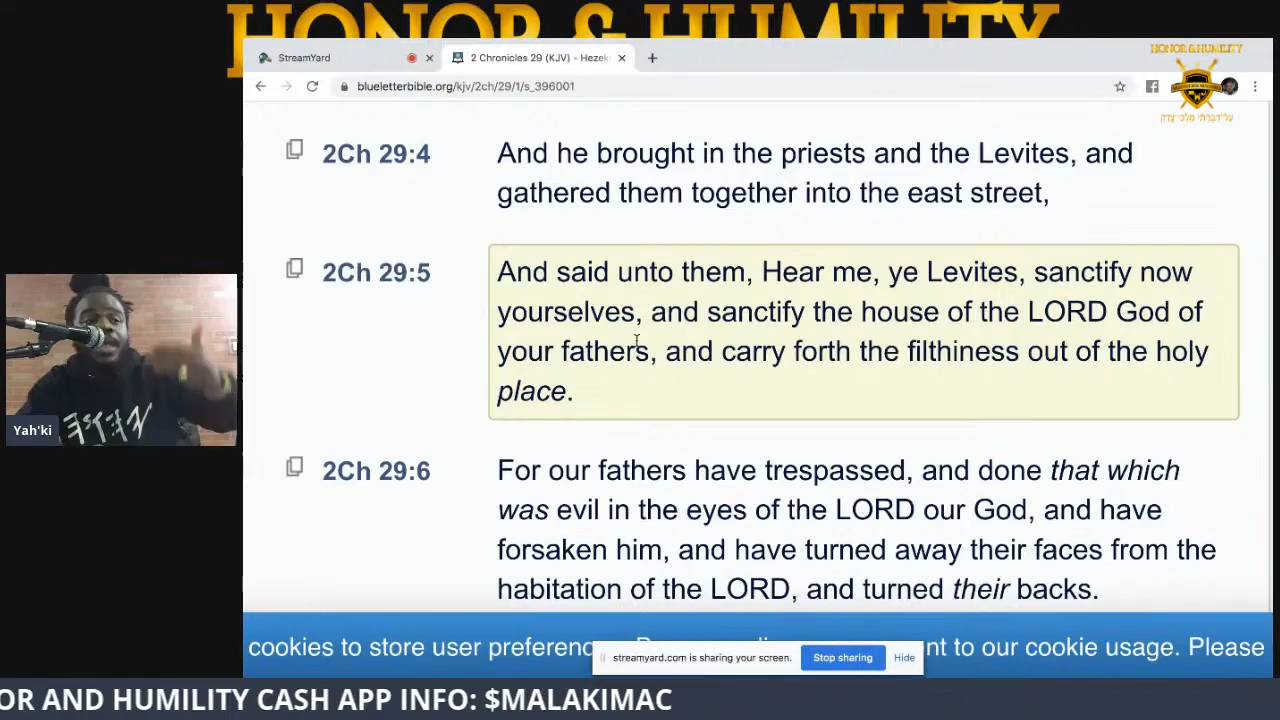 HONOR & HUMILITY
StreamYard
2 Chronicles 29 (KJV) - Hezek
HONOR & HUMILITY
blueletterbible.org/kjv/2ch/29/1/s_396001
2Ch 29:4
And he brought in the priests and the Levites, and
gathered them together into the east street,
2Ch 29:5
And said unto them, Hear me, ye Levites, sanctify now
yourselves, and sanctify the house of the LORD God of
your fathers, and carry forth the filthiness out of the holy
place.
Yah'ki
2Ch 29:6
For our fathers have trespassed, and done that which
was evil in the eyes of the LORD our God, and have
forsaken him, and have turned away their faces from the
habitation of the LORD, and turned their backs.
cookies to store user preferenc nt to our cookie usage. Please
streamyard.com is sharing your screen. Stop sharing Hide
OR AND HUMILITY CASH APP INFO: $MALAKIMAC